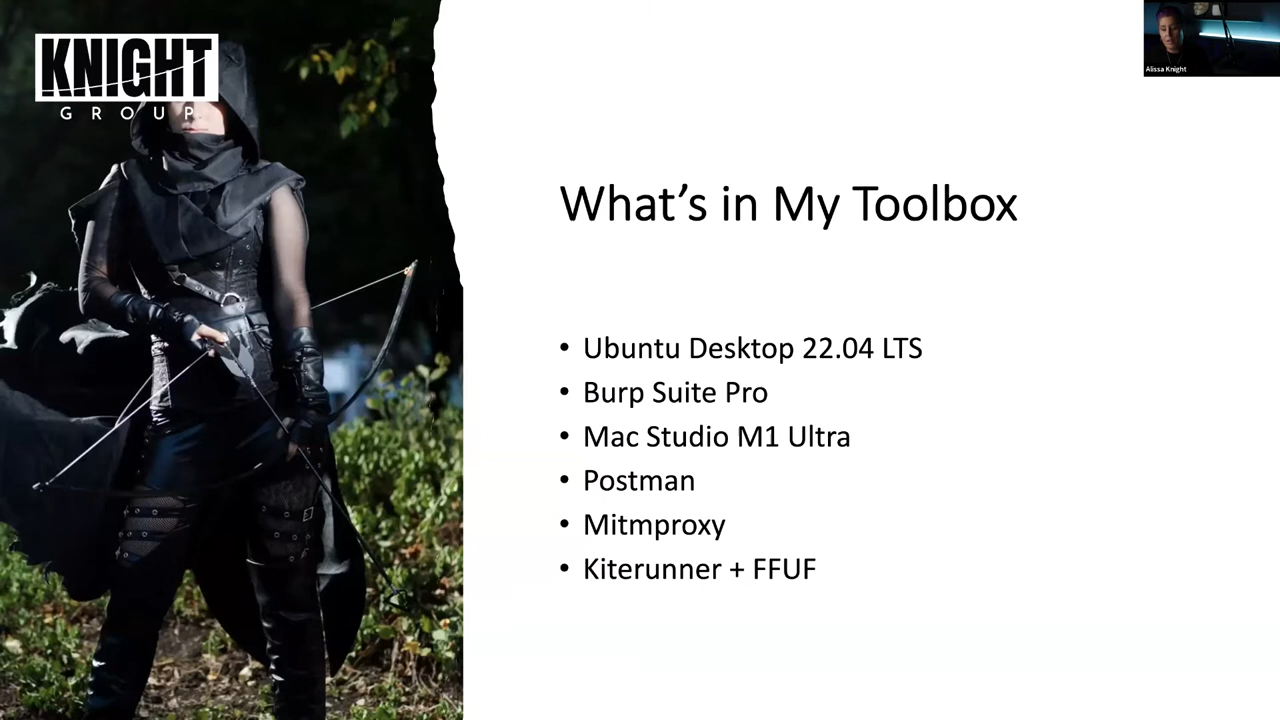 KNIGHT
GROUP
Alissa Knight
What's in My Toolbox
• Ubuntu Desktop 22.04 LTS
• Burp Suite Pro
• Mac Studio M1 Ultra
• Postman
• Mitmproxy
• Kiterunner + FFUF